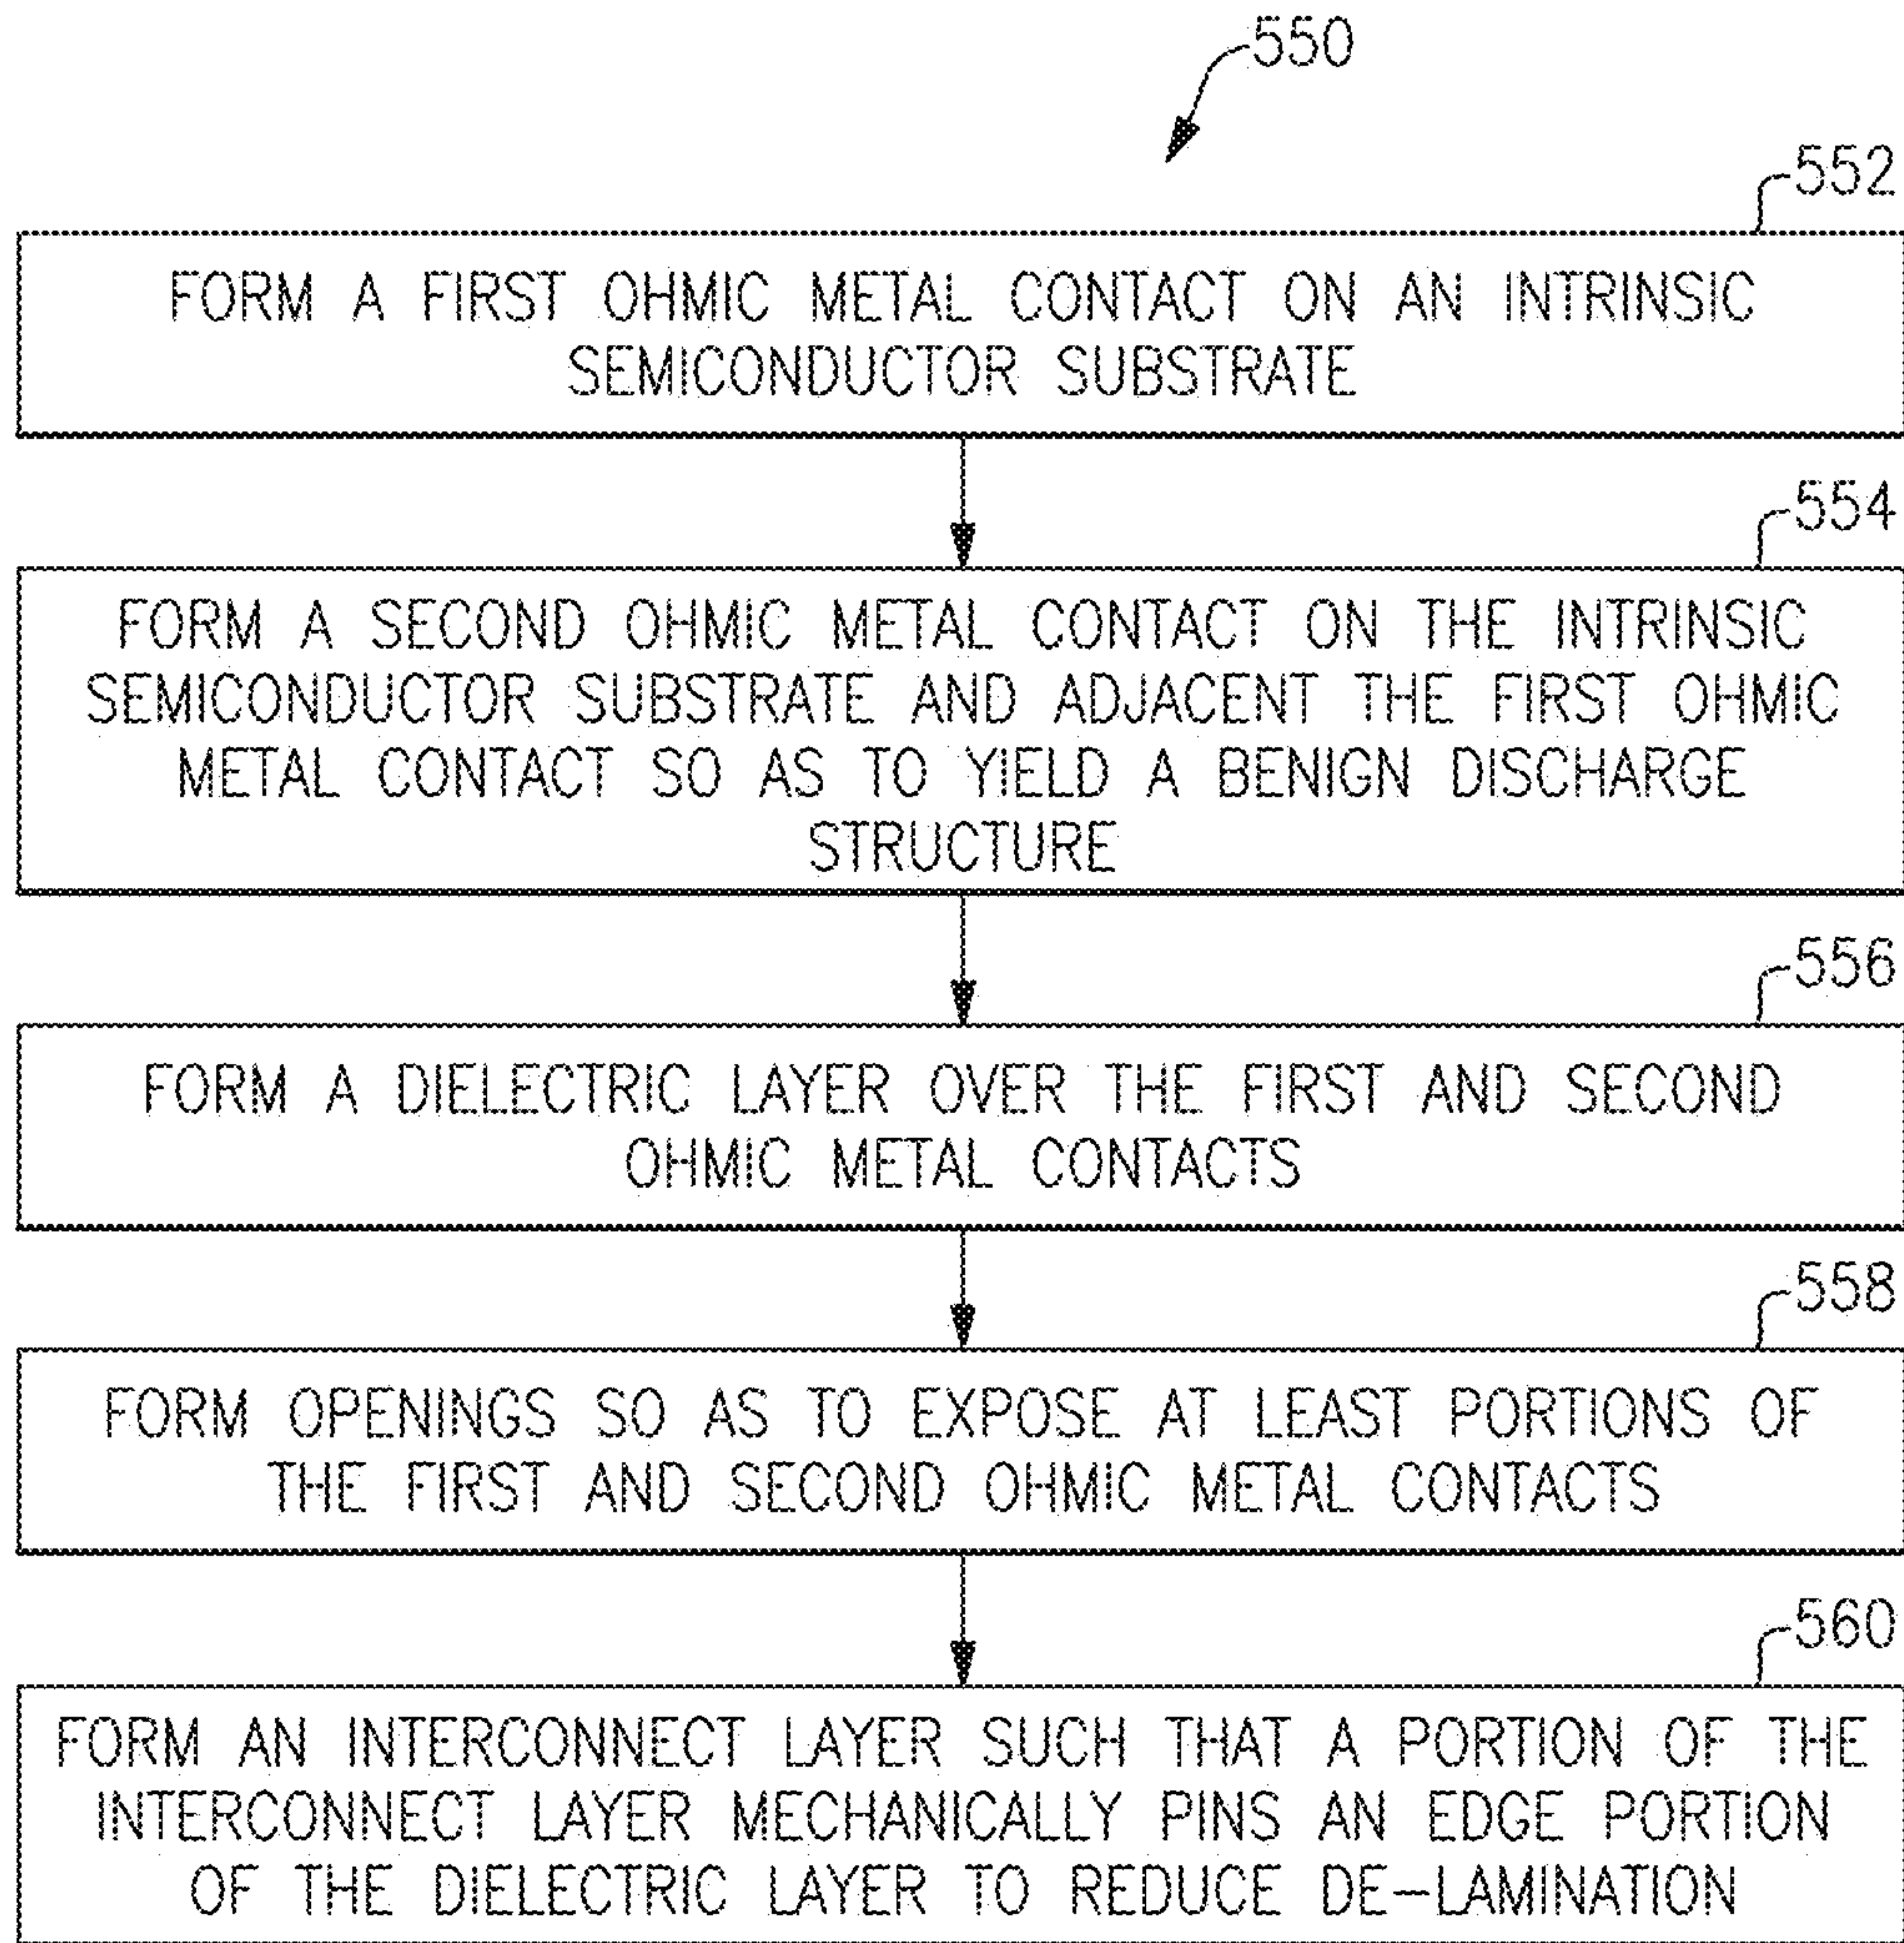 550
552
FORM A FIRST OHMIC METAL CONTACT ON AN INTRINSIC
SEMICONDUCTOR SUBSTRATE
554
FORM A SECOND OHMIC METAL CONTACT ON THE INTRINSIC
SEMICONDUCTOR SUBSTRATE AND ADJACENT THE FIRST OHMIC
METAL CONTACT SO AS TO YIELD A BENIGN DISCHARGE
STRUCTURE
556
FORM A DIELECTRIC LAYER OVER THE FIRST AND SECOND
OHMIC METAL CONTACTS
558
FORM OPENINGS SO AS TO EXPOSE AT LEAST PORTIONS OF
THE FIRST AND SECOND OHMIC METAL CONTACTS
560
FORM AN INTERCONNECT LAYER SUCH THAT A PORTION OF THE
INTERCONNECT LAYER MECHANICALLY PINS AN EDGE PORTION
OF THE DIELECTRIC LAYER TO REDUCE DE-LAMINATION